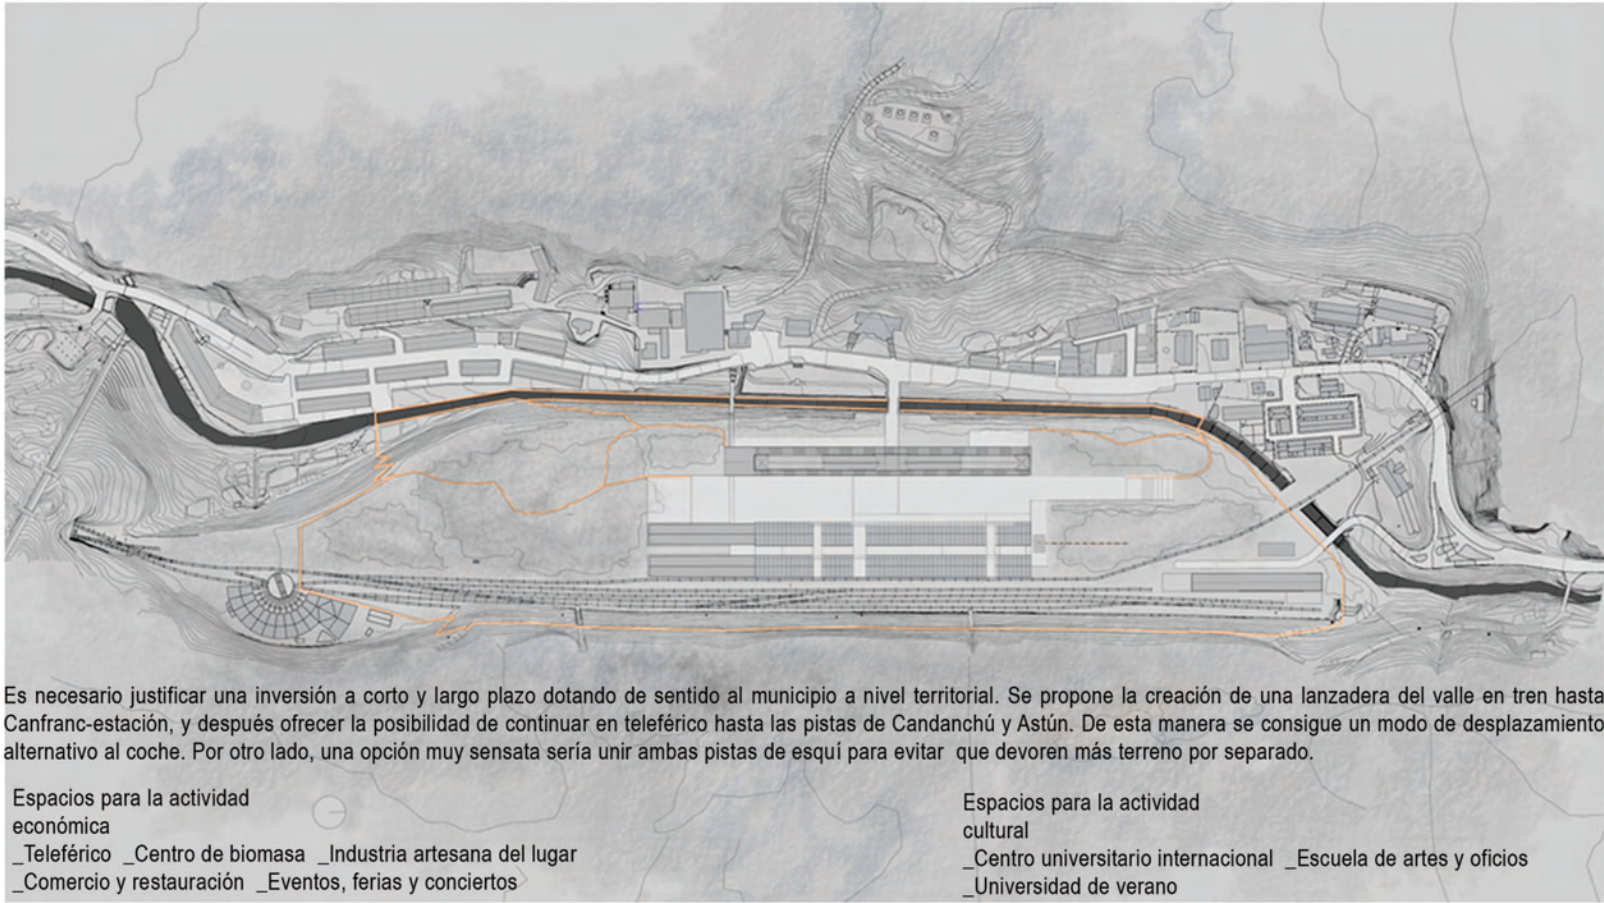 Es necesario justificar una inversión a corto y largo plazo dotando de sentido al municipio a nivel territorial. Se propone la creación de una lanzadera del valle en tren hasta
Canfranc-estación, y después ofrecer la posibilidad de continuar en teleférico hasta las pistas de Candanchú y Astún. De esta manera se consigue un modo de desplazamiento
alternativo al coche. Por otro lado, una opción muy sensata sería unir ambas pistas de esquí para evitar que devoren más terreno por separado.
Espacios para la actividad
económica
_Teleférico _Centro de biomasa _Industria artesana del lugar
_Comercio y restauración _Eventos, ferias y conciertos
Espacios para la actividad
cultural
_Centro universitario internacional _Escuela de artes y oficios
_Universidad de verano